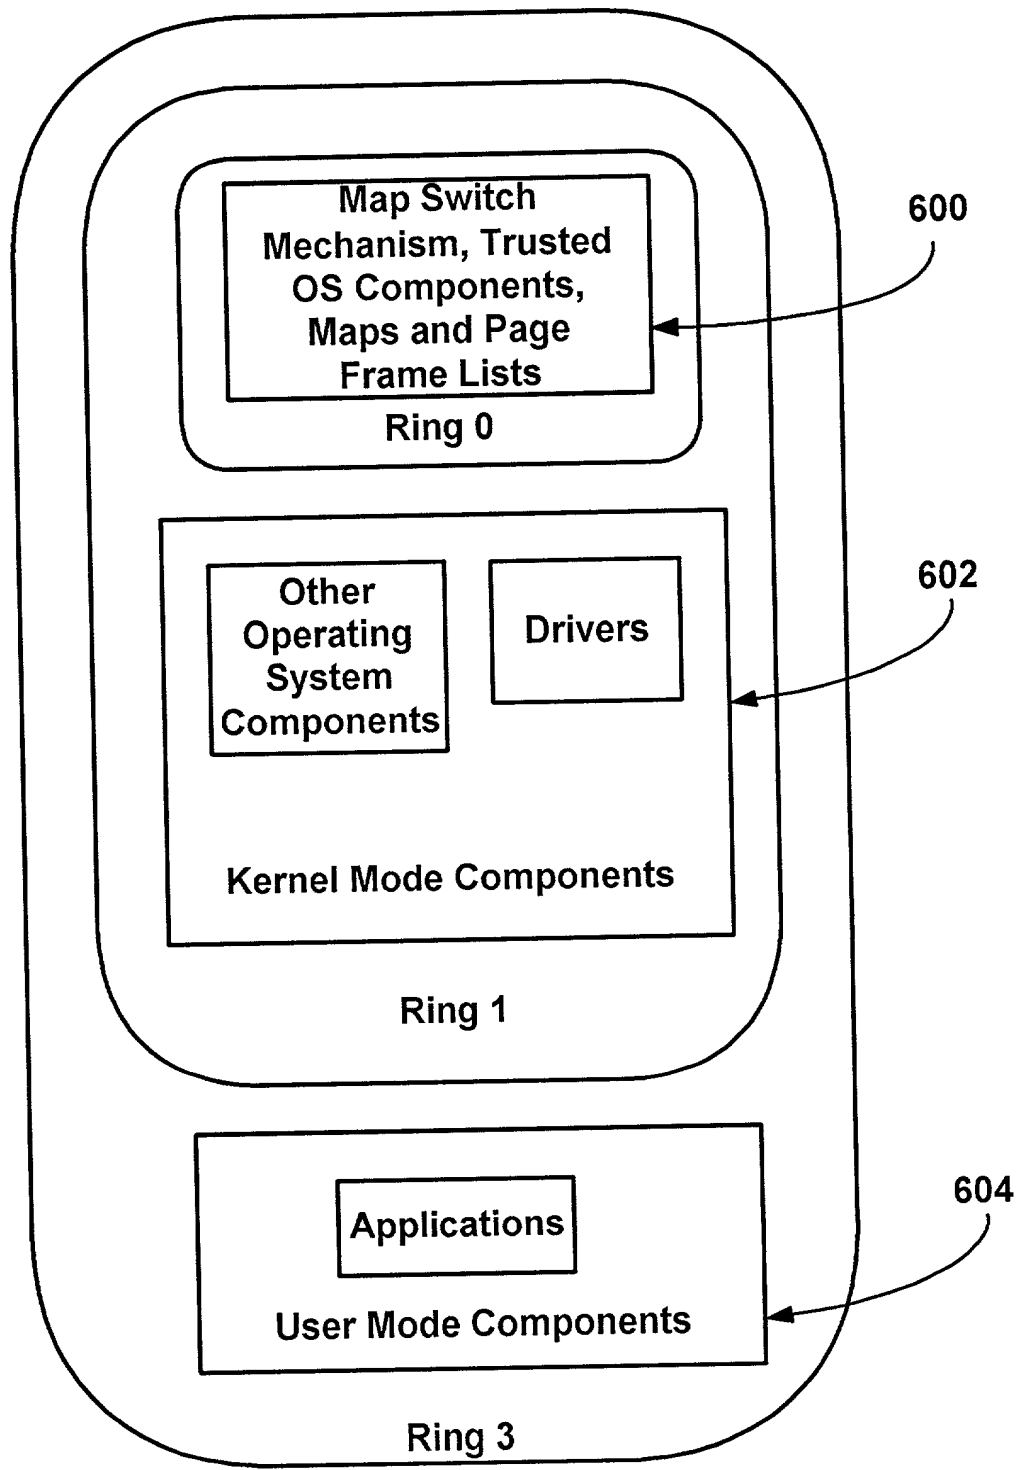 Map Switch
Mechanism, Trusted
OS Components,
Maps and Page
Frame Lists
Ring 0
600
Other
Operating
System
Components
Drivers
602
Kernel Mode Components
Ring 1
Applications
604
User Mode Components
Ring 3